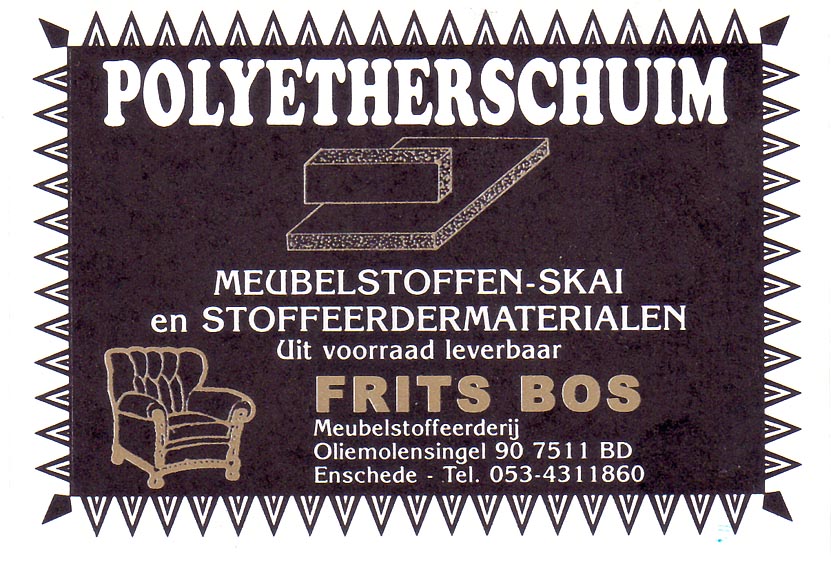 POLYETHERSCHUIM
MEUBELSTOFFEN-SKAI
en STOFFEERDERMATERIALEN
Uit voorraad leverbaar
FRITS BOS
Meubelstoffeerderij
Oliemolensingel 90 7511 BD
Enschede - Tel. 053-4311860